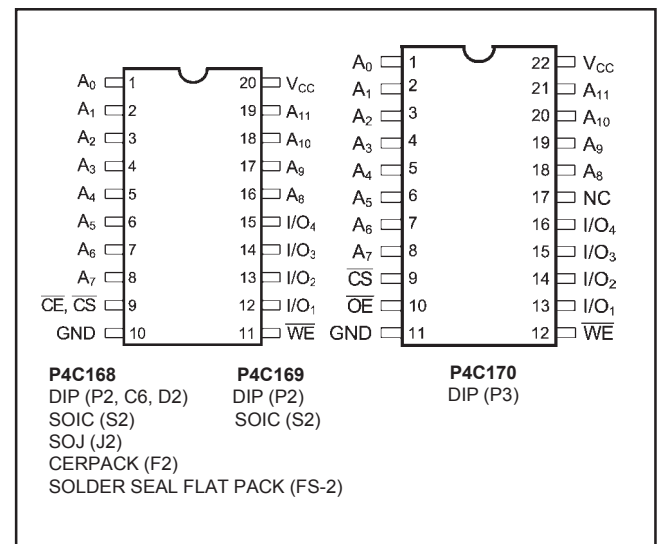 A0 1 20 VCC
A1 2 19 A11
A2 3 18 A10
A3 4 17 A9
A4 5 16 A8
A5 6 15 I/O4
A6 7 14 I/O3
A7 8 13 I/O2
CE, CS 9 12 I/O1
GND 10 11 WE
P4C168
DIP (P2, C6, D2)
SOIC (S2)
SOJ (J2)
CERPACK (F2)
SOLDER SEAL FLAT PACK (FS-2)
P4C169
DIP (P2)
SOIC (S2)
A0 1 22 VCC
A1 2 21 A11
A2 3 20 A10
A3 4 19 A9
A4 5 18 A8
A5 6 17 NC
A6 7 16 I/O4
A7 8 15 I/O3
CS 9 14 I/O2
OE 10 13 I/O1
GND 11 12 WE
P4C170
DIP (P3)